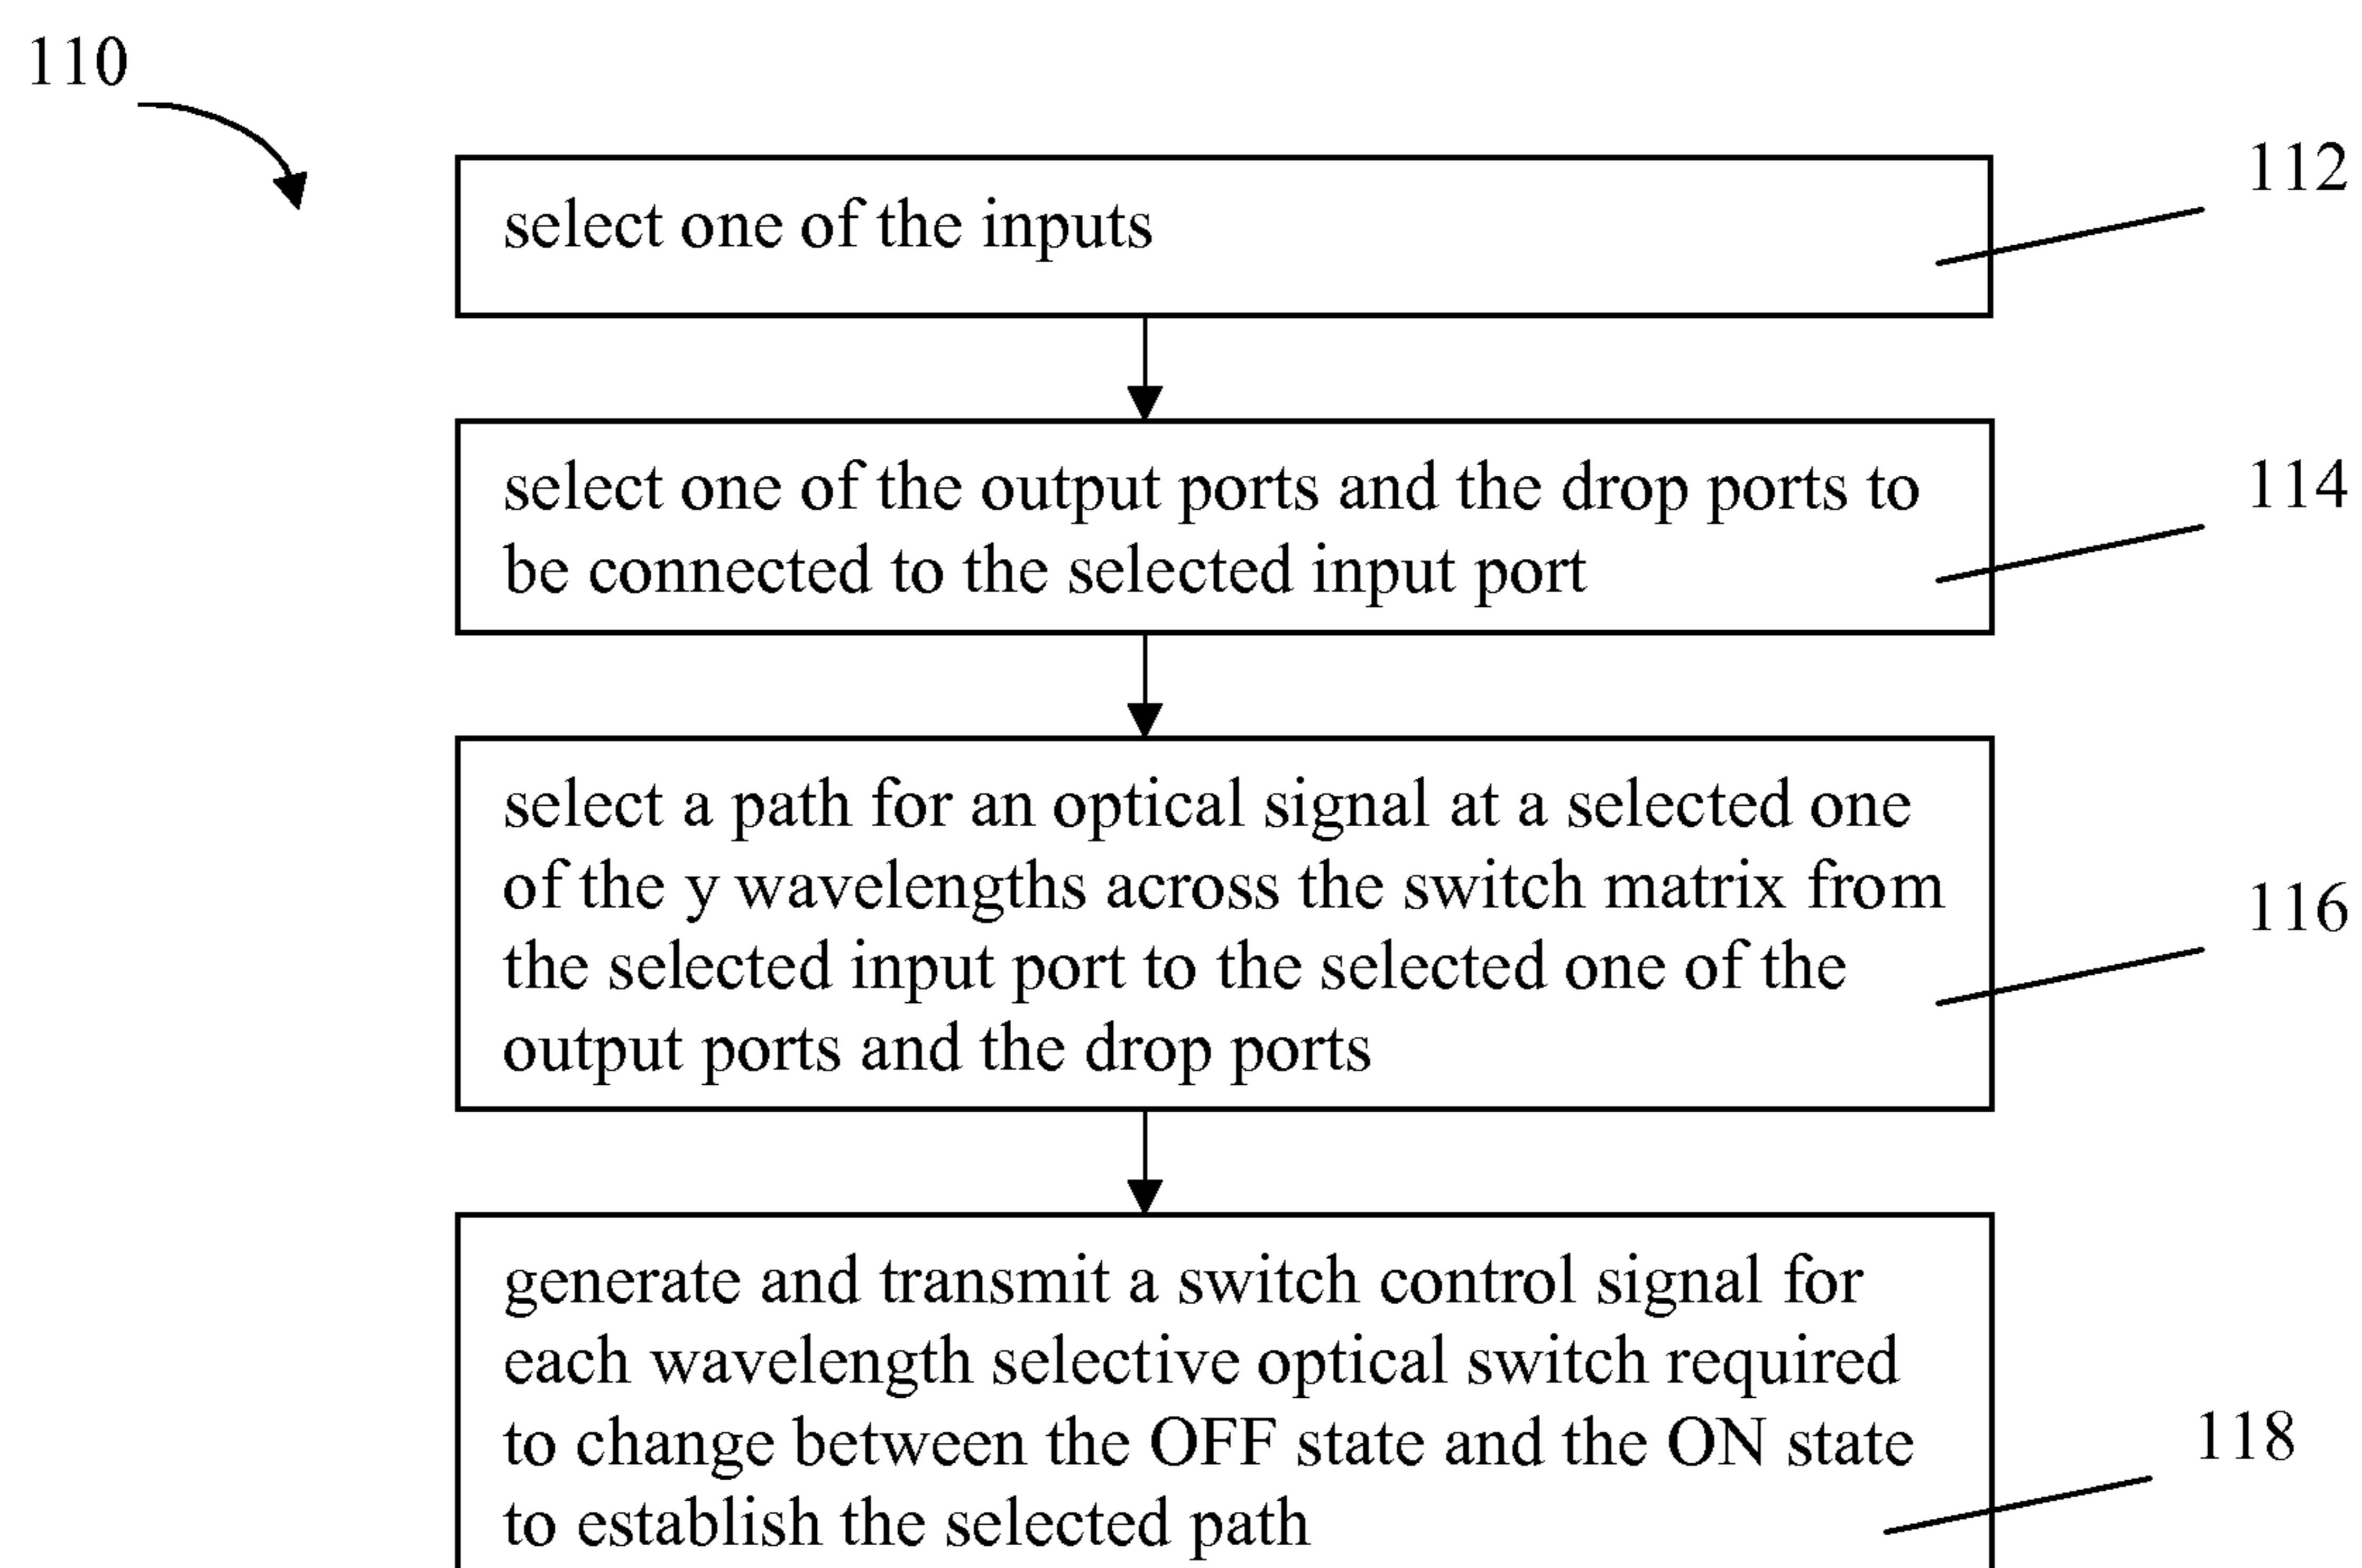 110
112
select one of the inputs
114
select one of the output ports and the drop ports to
be connected to the selected input port
select a path for an optical signal at a selected one
of the y wavelengths across the switch matrix from
116
the selected input port to the selected one of the
output ports and the drop ports
generate and transmit a switch control signal for
each wavelength selective optical switch required
to change between the OFF state and the ON state
118
to establish the selected path